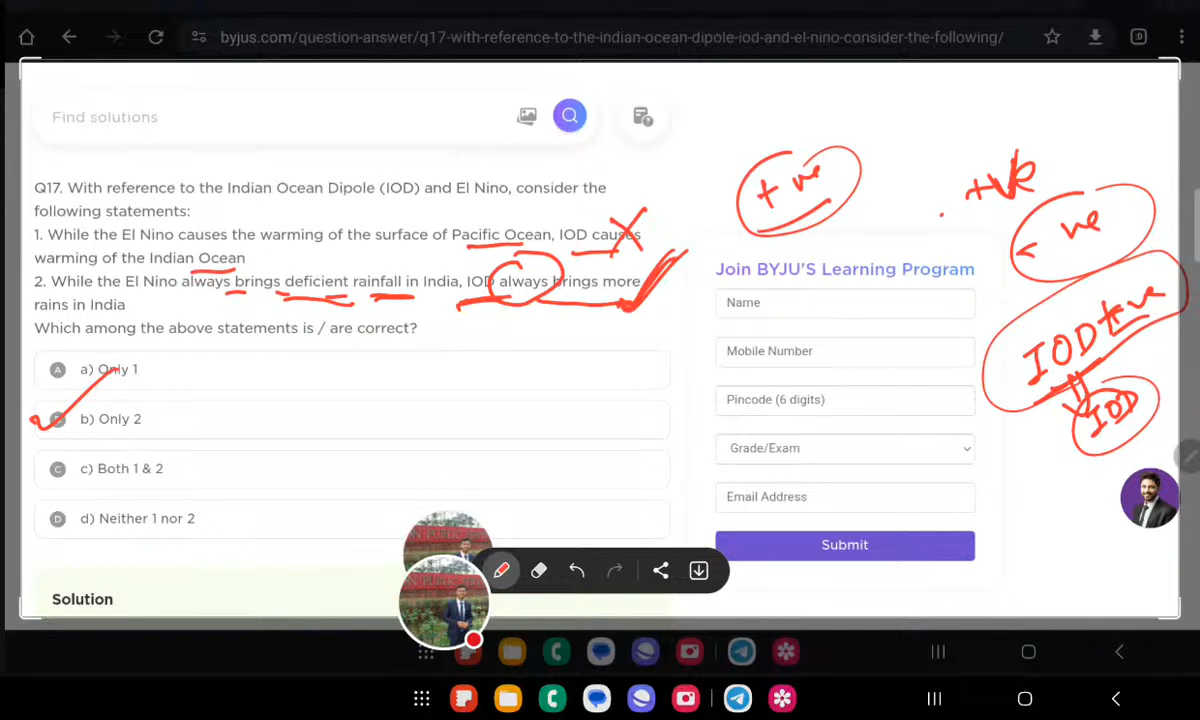 byjus.com/question-answer/q17-with-reference-to-the-indian-ocean-dipole-iod-and-el-nino-consider-the-following/
Find solutions
Q17. With reference to the Indian Ocean Dipole (IOD) and El Nino, consider the
following statements:
1. While the El Nino causes the warming of the surface of Pacific Ocean, IOD causes
warming of the Indian Ocean
2. While the El Nino always brings deficient rainfall in India, IOD always brings more
rains in India
Which among the above statements is / are correct?
A a) Only 1
b) Only 2
C c) Both 1 & 2
D d) Neither 1 nor 2
Solution
+ve
+ve
ve
IOD +ve
IOD
Join BYJU'S Learning Program
Name
Mobile Number
Pincode (6 digits)
Grade/Exam
Email Address
Submit